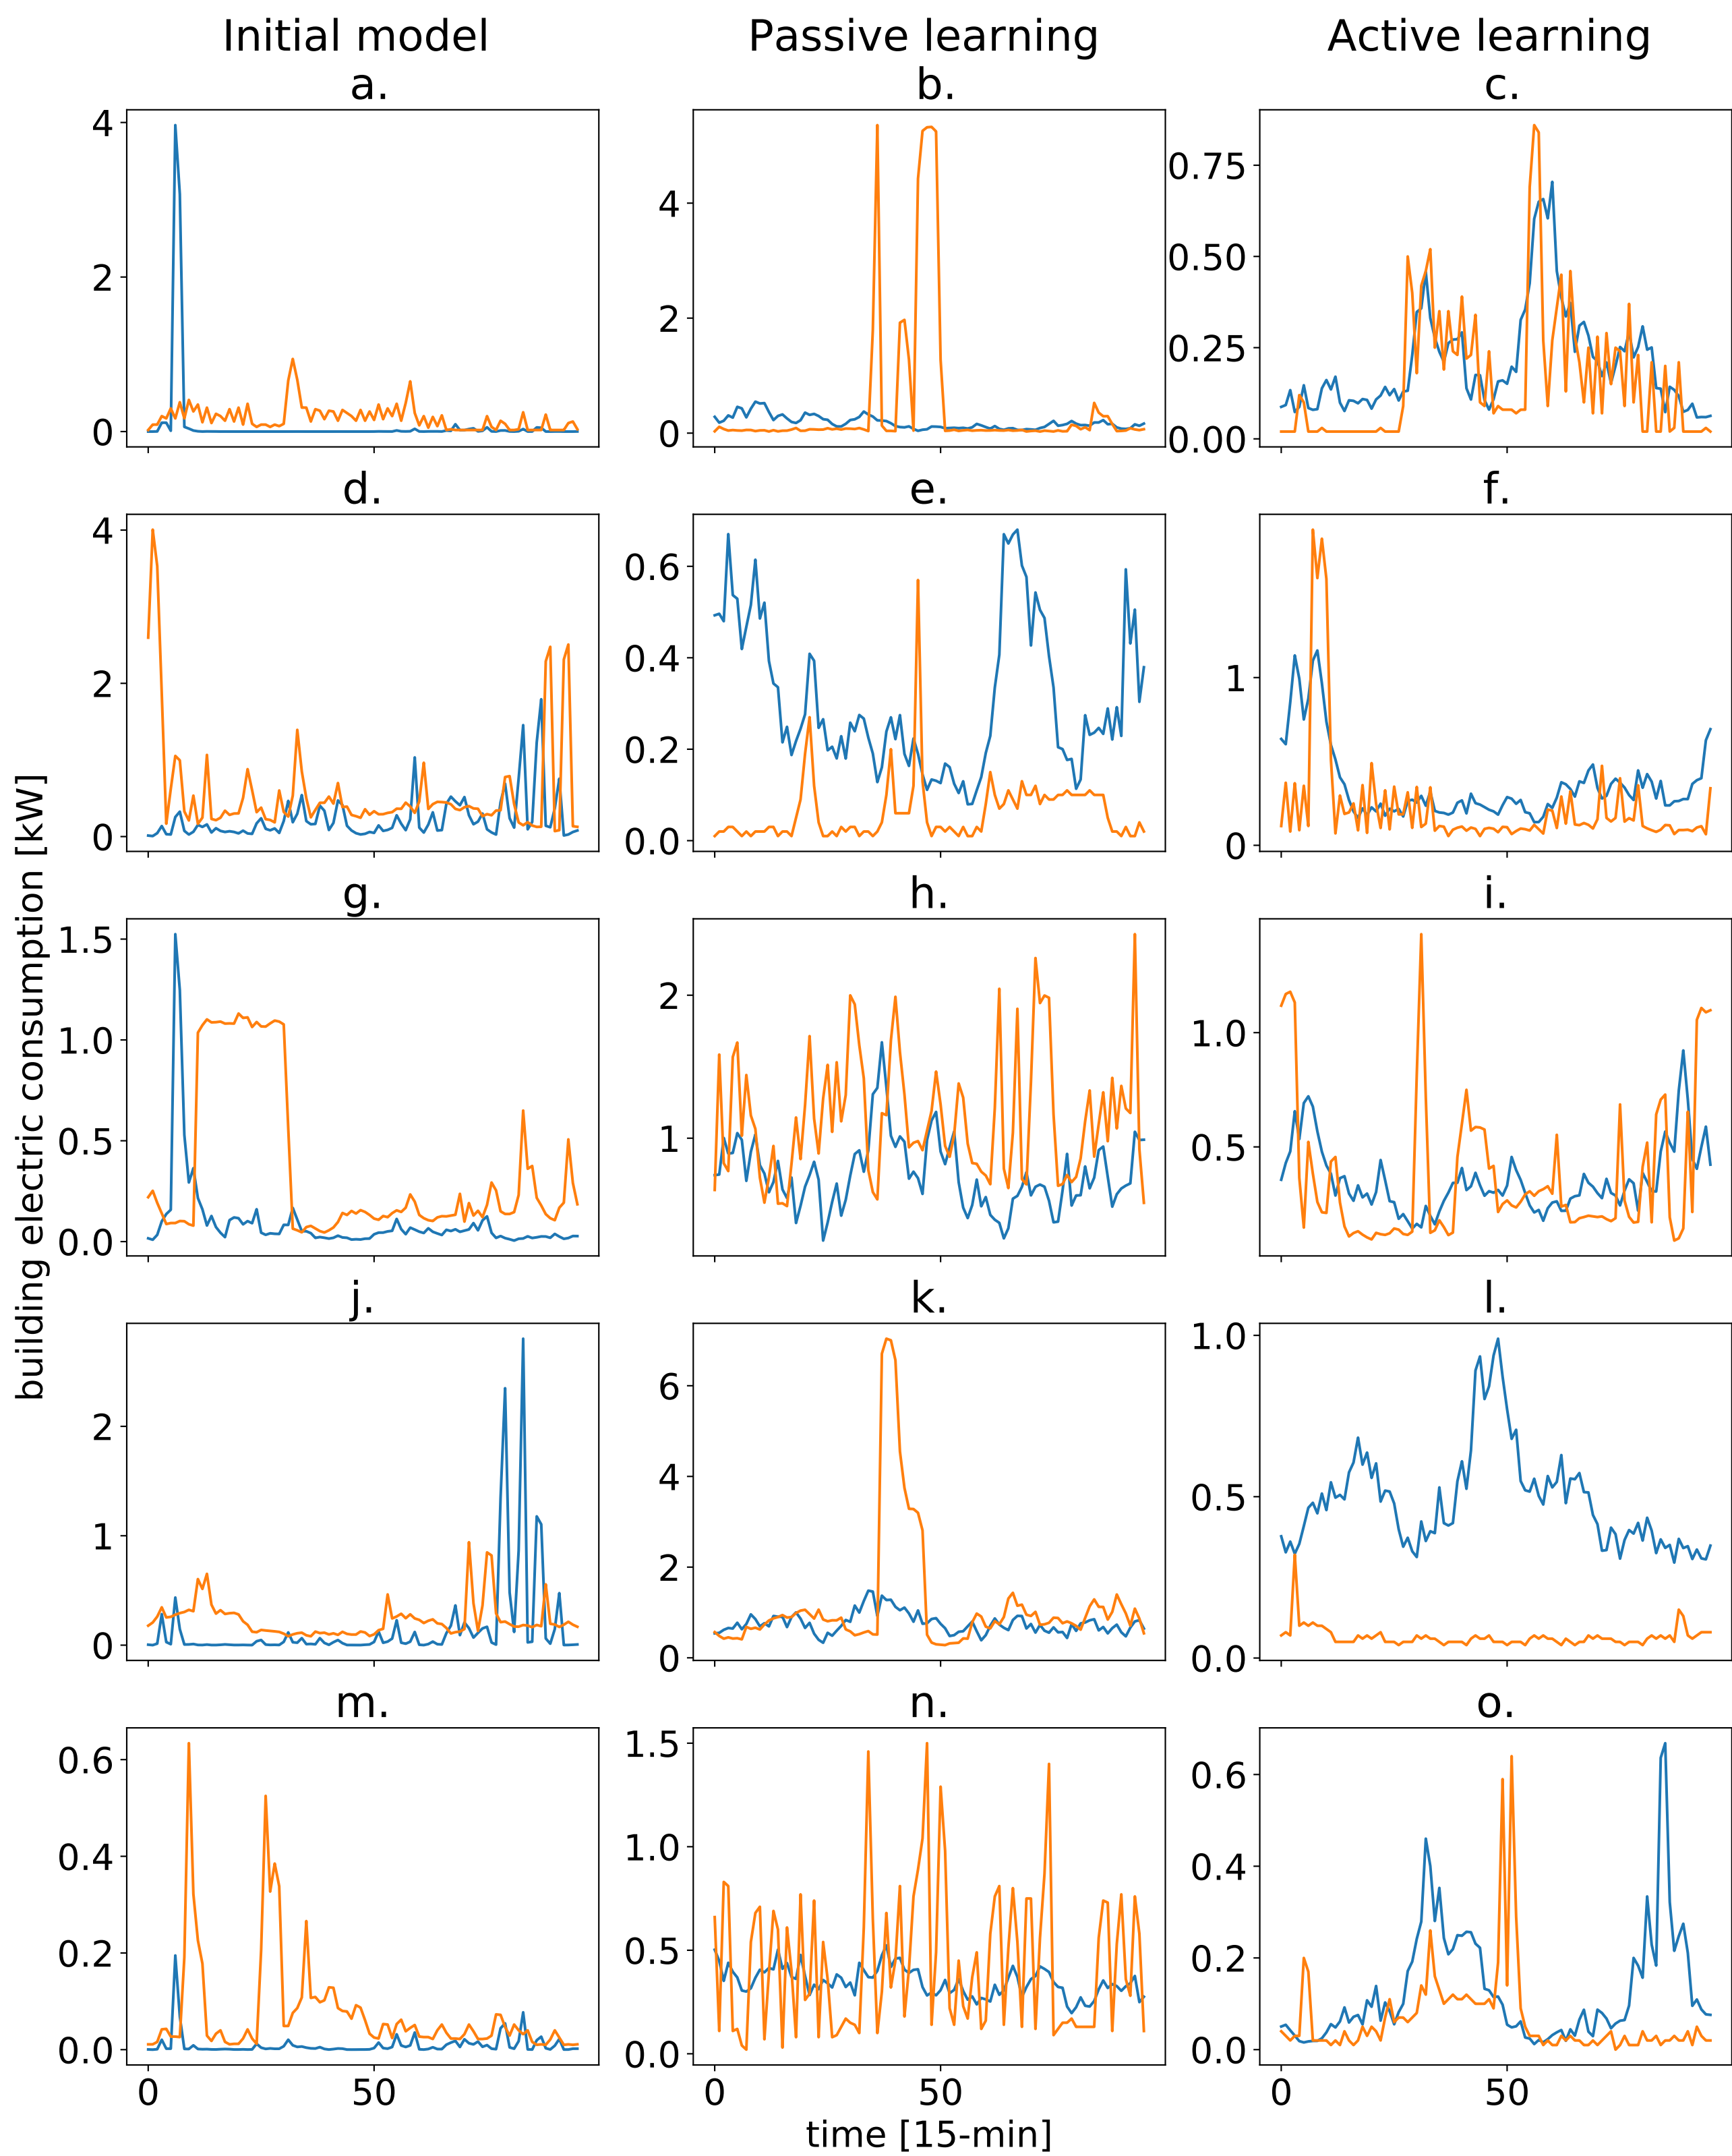 Initial model Passive learning Active learning
a. b. c.
4 4 0.75
2 2 0.50
0.25
0 0 0.00
d. e. f.
4 0.6
2 0.4 1
0.2
0 0.0 0
g. h. i.
1.5
1.0 2 1.0
0.5 1 0.5
0.0
j. k. l.
2 6 1.0
4
1 2 0.5
0 0 0.0
m. n. o.
0.6 1.5 0.6
0.4 1.0 0.4
0.2 0.5 0.2
0.0 0.0 0.0
0 50 0 50 0 50
time [15-min]
building electric consumption [kW]